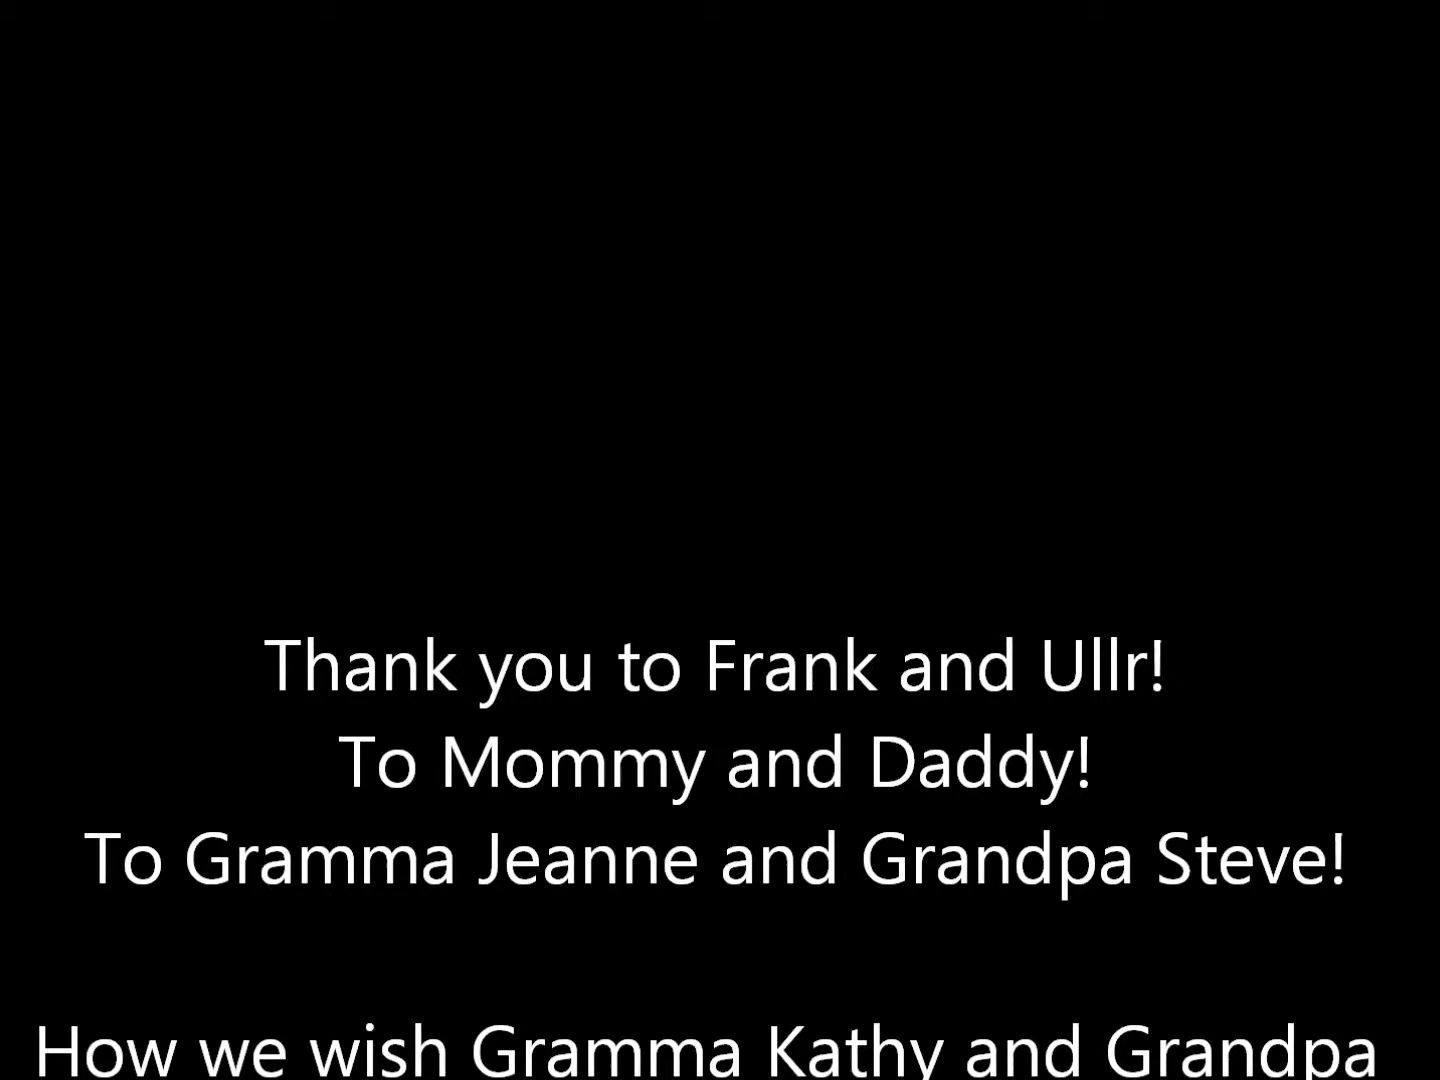 Thank you to Frank and Ullr!
To Mommy and Daddy!
To Gramma Jeanne and Grandpa Steve!
How we wish Gramma Kathy and Grandpa